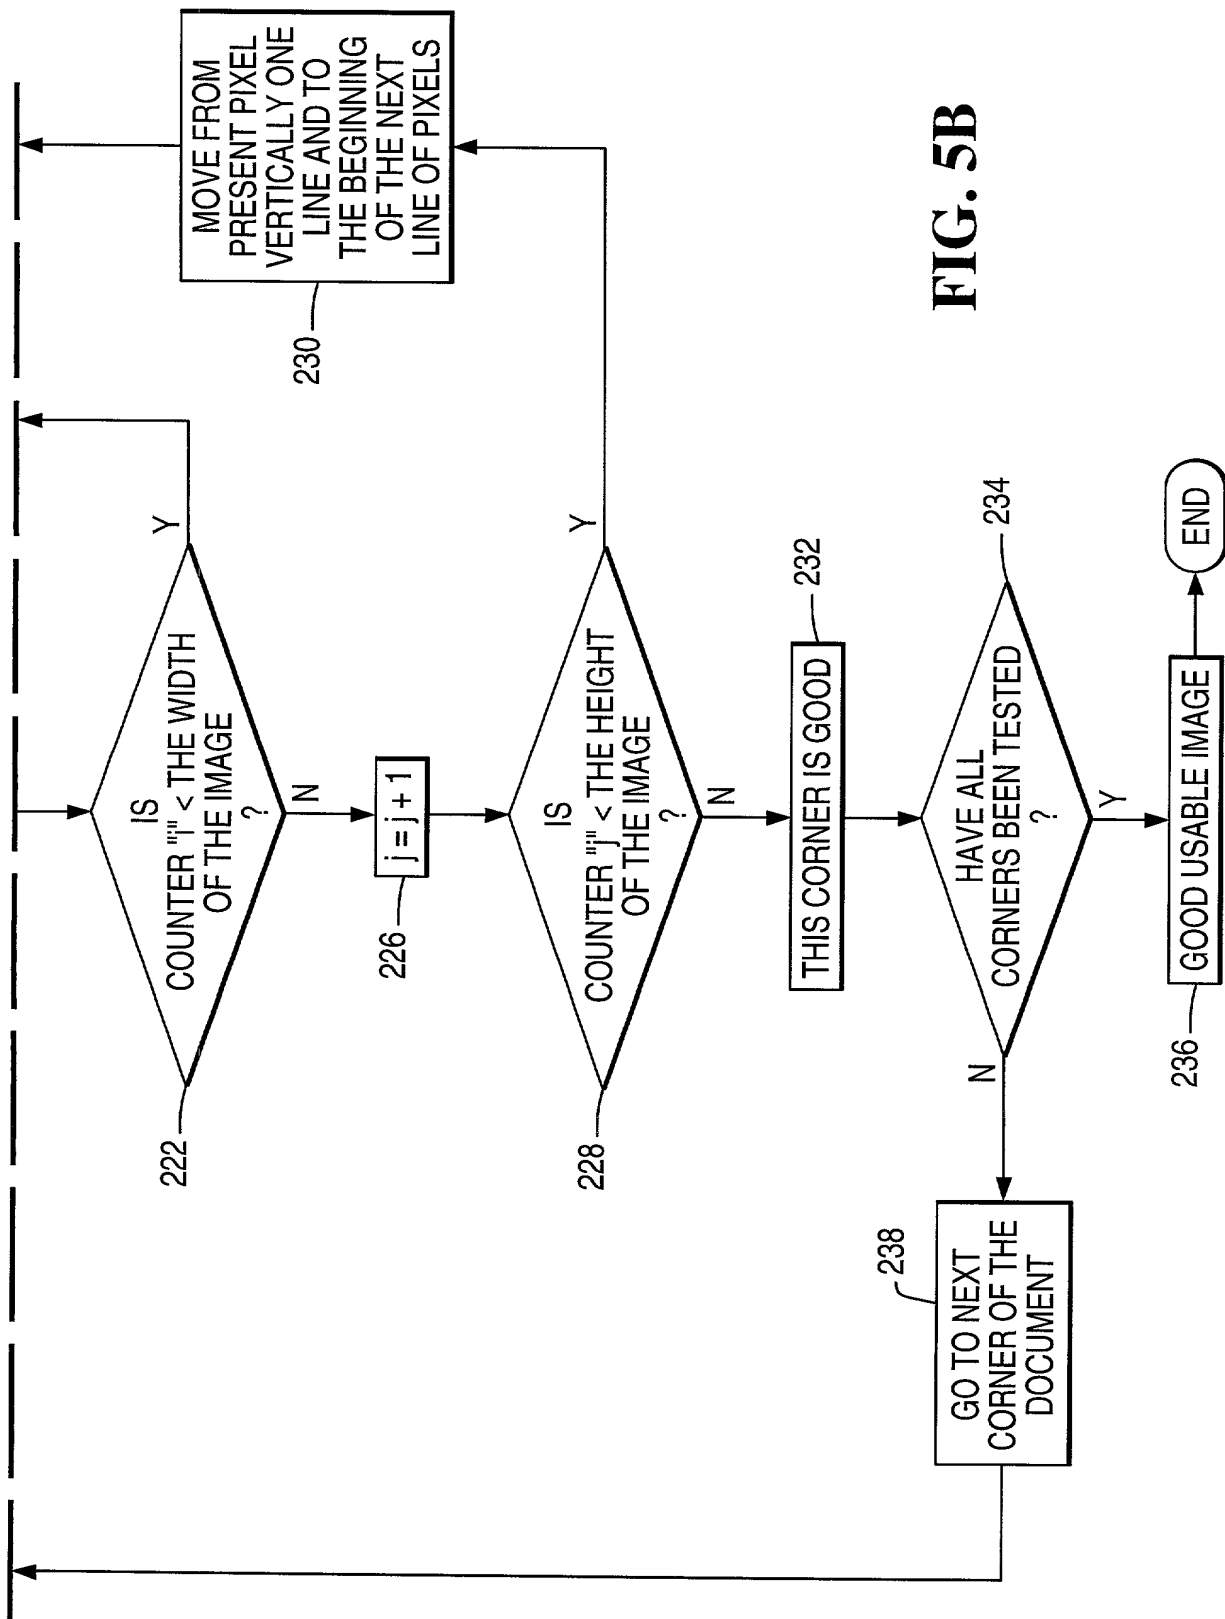 IS
COUNTER "i" < THE WIDTH
OF THE IMAGE
?
Y
N
222
j = j + 1
226
IS
COUNTER "j" < THE HEIGHT
OF THE IMAGE
?
Y
N
228
MOVE FROM
PRESENT PIXEL
VERTICALLY ONE
LINE AND TO
THE BEGINNING
OF THE NEXT
LINE OF PIXELS
230
THIS CORNER IS GOOD
232
HAVE ALL
CORNERS BEEN TESTED
?
234
N
Y
GO TO NEXT
CORNER OF THE
DOCUMENT
238
GOOD USABLE IMAGE
236
END
FIG. 5B